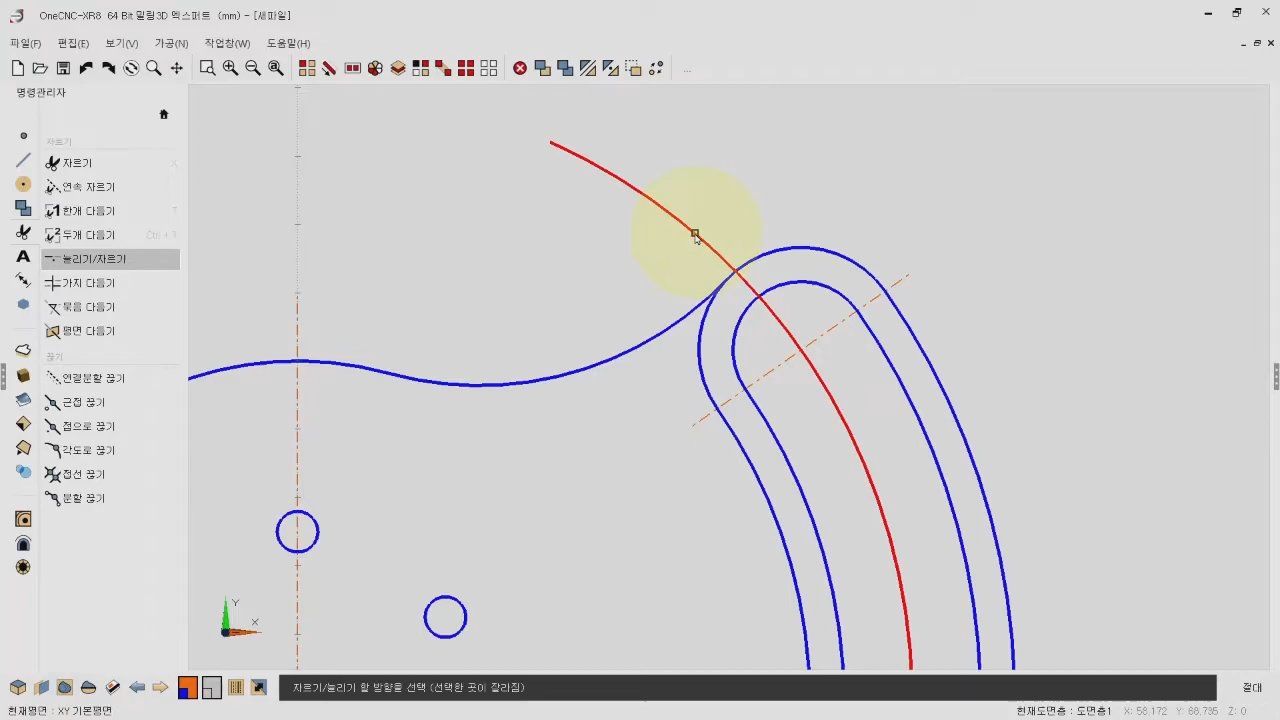 OneCNC-XR8 64 Bit 밀링3D 엑스퍼트 (mm) - [새파일]
파일(F) 편집(E) 보기(V) 가공(N) 작업창(W) 도움말(H)
...
명령관리자
자르기
자르기 X
연속 자르기
한개 다듬기 T
두개 다듬기 Ctrl + T
늘리기/자르기
가지 다듬기
묶음 다듬기
평면 다듬기
끊기
연결분할 끊기
근접 끊기
점으로 끊기
각도로 끊기
접선 끊기
분할 끊기
Y
X
자르기/늘리기 할 방향을 선택 (선택한 곳이 잘리짐)
절대
현재평면 : XY 기본평면
현재도면층 : 도면층1 X: 58,172 Y: 68,735 Z: 0